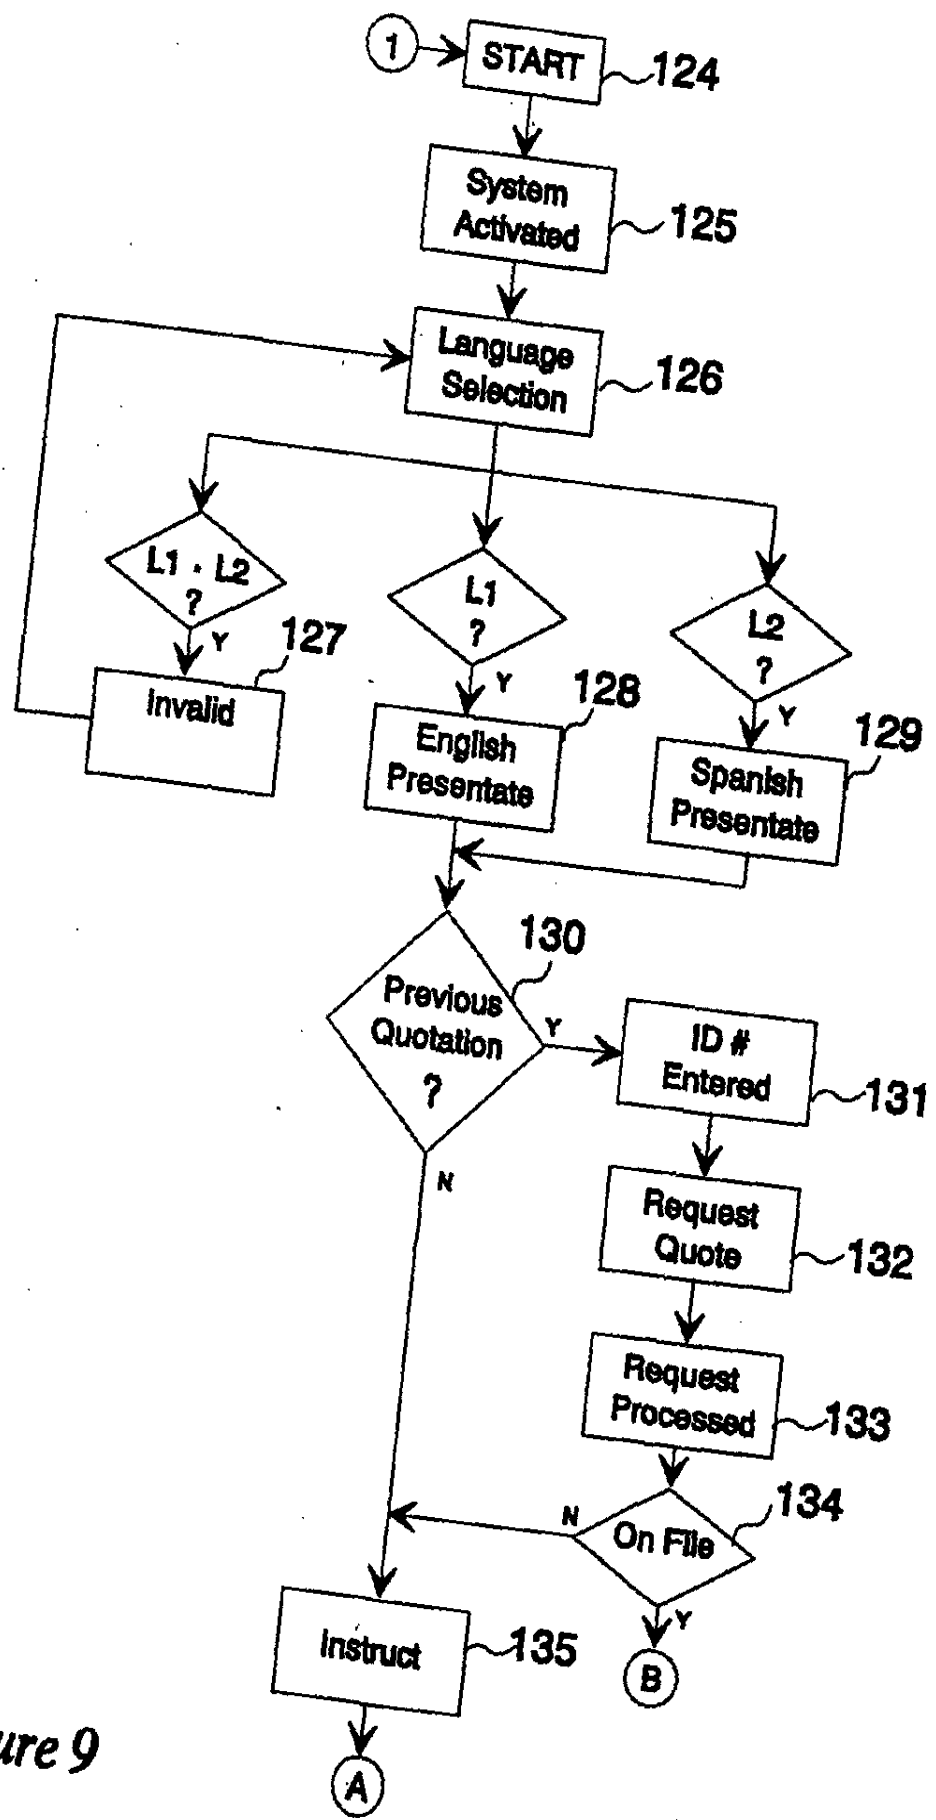 1
START
124
System
Activated
125
Language
Selection
126
L1 . L2
?
Y
127
Invalid
L1
?
Y
128
English
Presentate
L2
?
Y
129
Spanish
Presentate
130
Previous
Quotation
?
Y
N
ID #
Entered
131
Request
Quote
132
Request
Processed
133
134
On File
N
Y
B
Instruct
135
A
ure 9